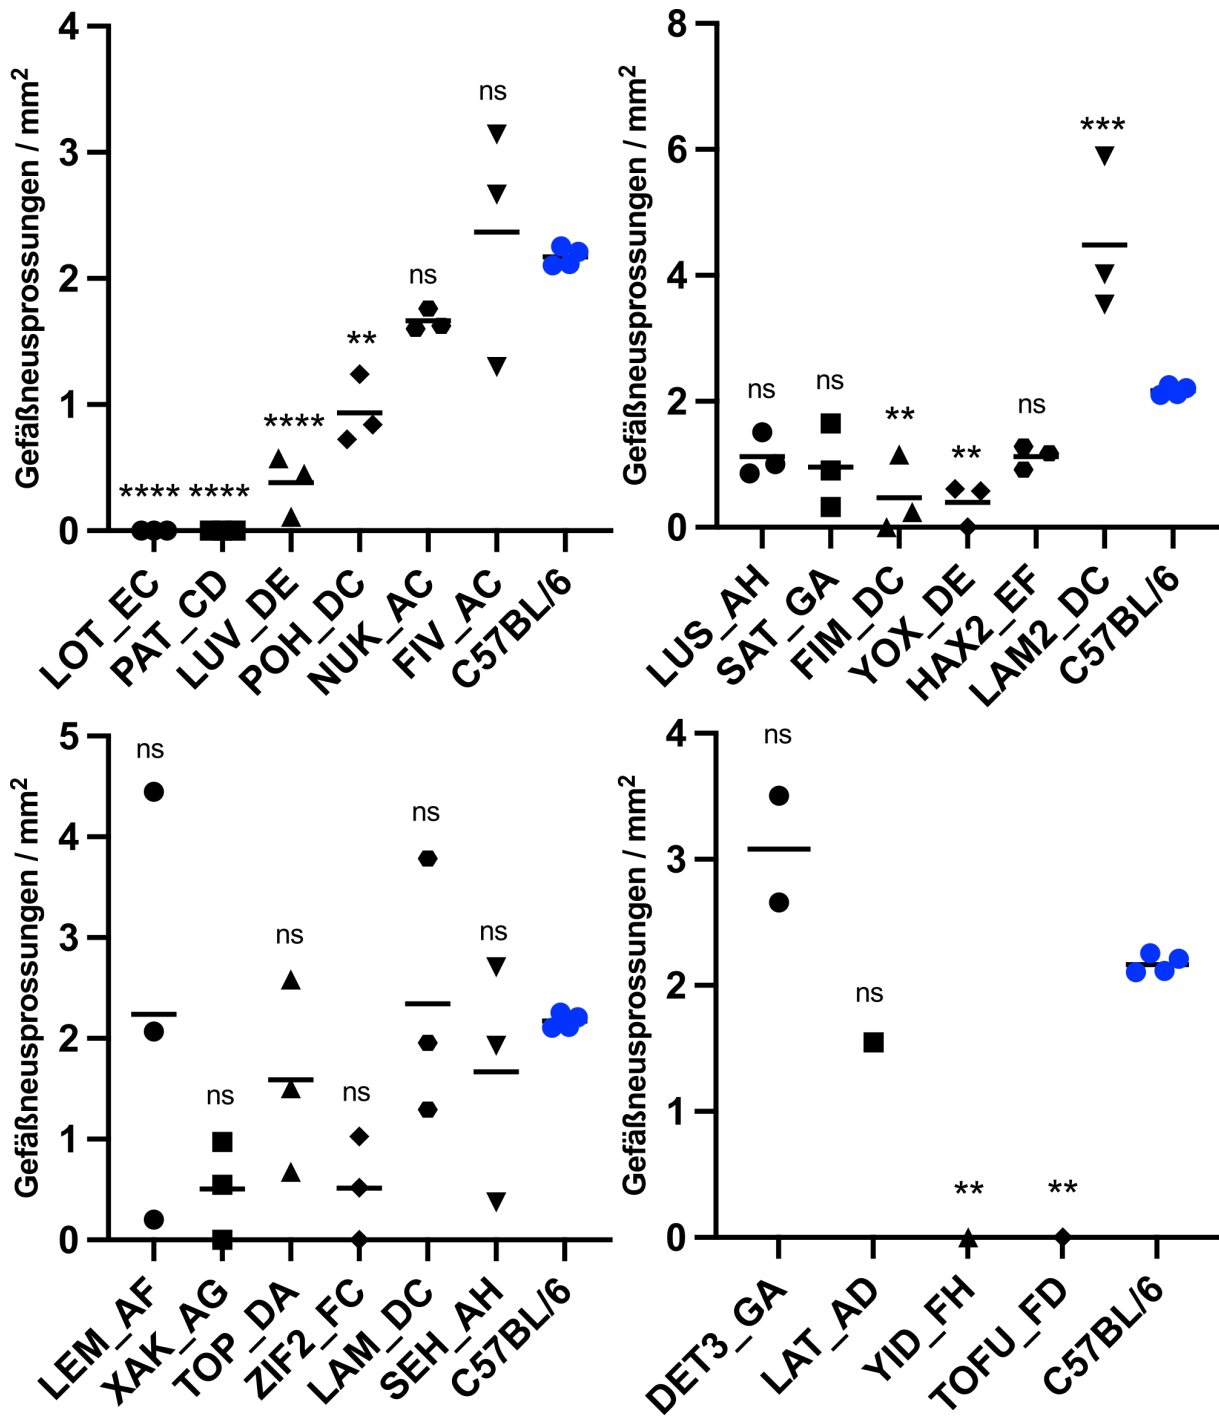 Gefäßneusprossungen / mm²
4
3
2
1
0
**** **** **** ** ns ns
LOT_EC
PAT_CD
LUV_DE
POH_DC
NUK_AC
FIV_AC
C57BL/6
Gefäßneusprossungen / mm²
8
6
4
2
0
ns ns ** ** ns ***
LUS_AH
SAT_GA
FIM_DC
YOX_DE
HAX2_EF
LAM2_DC
C57BL/6
Gefäßneusprossungen / mm²
5
4
3
2
1
0
ns ns ns ns ns ns
LEM_AF
XAK_AG
TOP_DA
ZIF2_FC
LAM_DC
SEH_AH
C57BL/6
Gefäßneusprossungen / mm²
4
3
2
1
0
ns ns ** **
DET3_GA
LAT_AD
YID_FH
TOFU_FD
C57BL/6